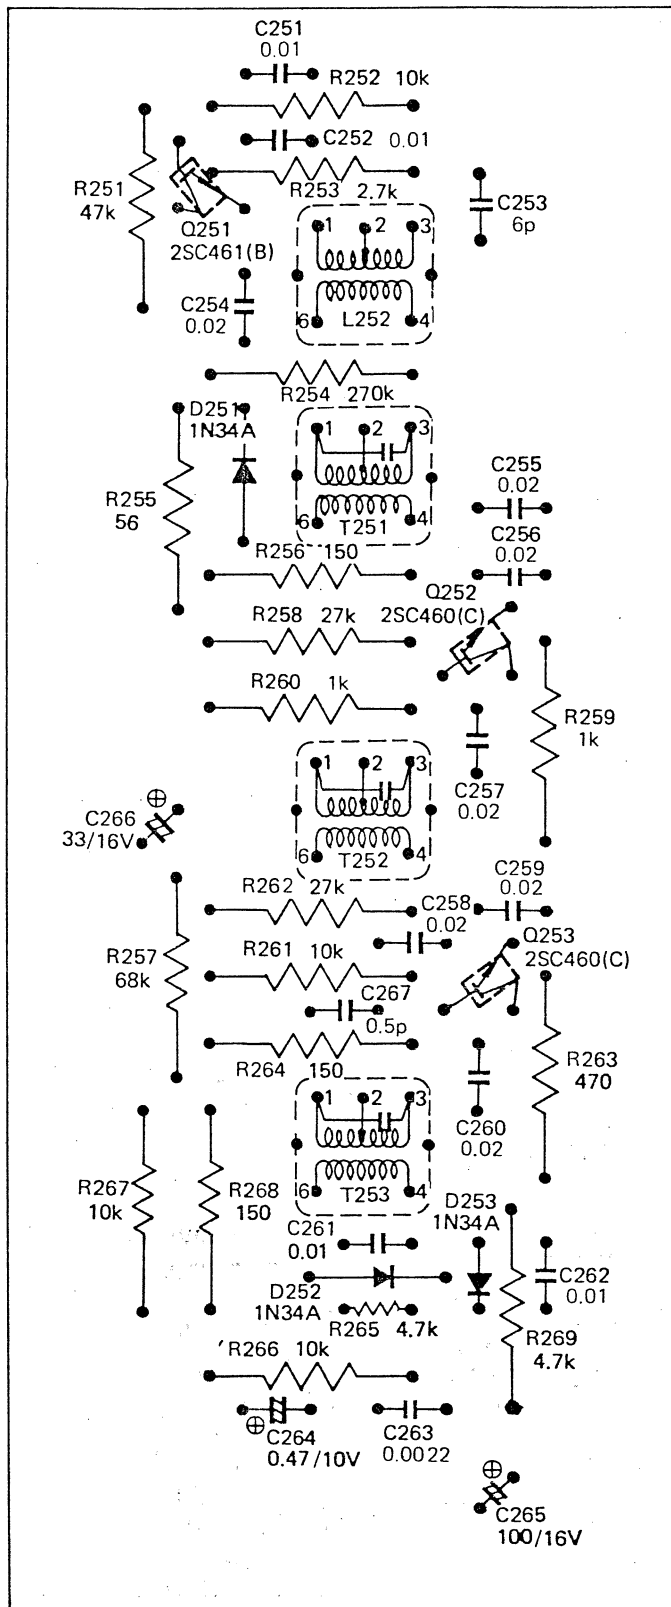 C251
0.01
R252 10k
C252 0.01
R251
47k
R253 2.7k
C253
6p
Q251
2SC461(B)
1 2 3
C254
0.02
6 L252 4
R254 270k
D251
1N34A
1 2 3
R255
56
6 T251 4
C255
0.02
C256
0.02
R256 150
Q252
2SC460(C)
R258 27k
R260 1k
R259
1k
C257
0.02
1 2 3
C266
33/16V
⊕
6 T252 4
R262 27k
C259
0.02
C258
0.02
Q253
2SC460(C)
R257
68k
R261 10k
C267
0.5p
R264 150
R263
470
C260
0.02
1 2 3
6 T253 4
R267
10k
R268
150
D253
1N34A
C261
0.01
C262
0.01
D252
1N34A
R265 4.7k
R269
4.7k
R266 10k
⊕
C264
0.47/10V
C263
0.0022
⊕
C265
100/16V